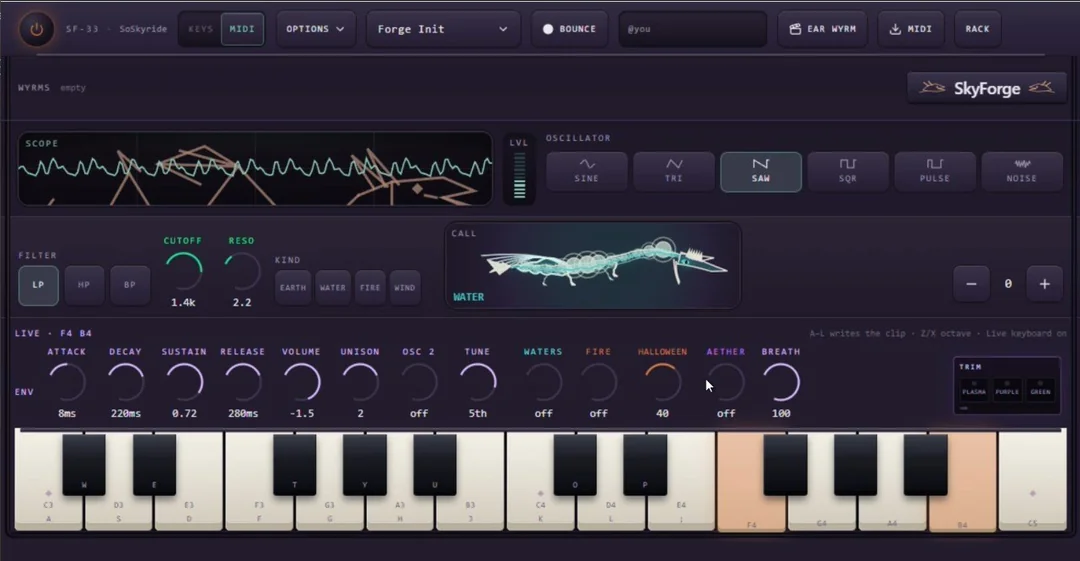 SF-33 · SoSkyride KEYS MIDI OPTIONS Forge Init BOUNCE @you EAR WYRM MIDI RACK
WYRMS empty SkyForge
SCOPE LVL OSCILLATOR
SINE TRI SAW SQR PULSE NOISE
FILTER CUTOFF RESO KIND CALL
LP HP BP EARTH WATER FIRE WIND − 0 +
1.4k 2.2 WATER
LIVE · F4 B4 A–L writes the clip · Z/X octave · Live keyboard on
ATTACK DECAY SUSTAIN RELEASE VOLUME UNISON OSC 2 TUNE WATERS FIRE HALLOWEEN AETHER BREATH TRIM
ENV PLASMA PURPLE GREEN
8ms 220ms 0.72 280ms -1.5 2 off 5th off off 40 off 100
W E T Y U O P
C3 D3 E3 F3 G3 A3 B3 C4 D4 E4 F4 G4 A4 B4 C5
A S D F G H J K L ;